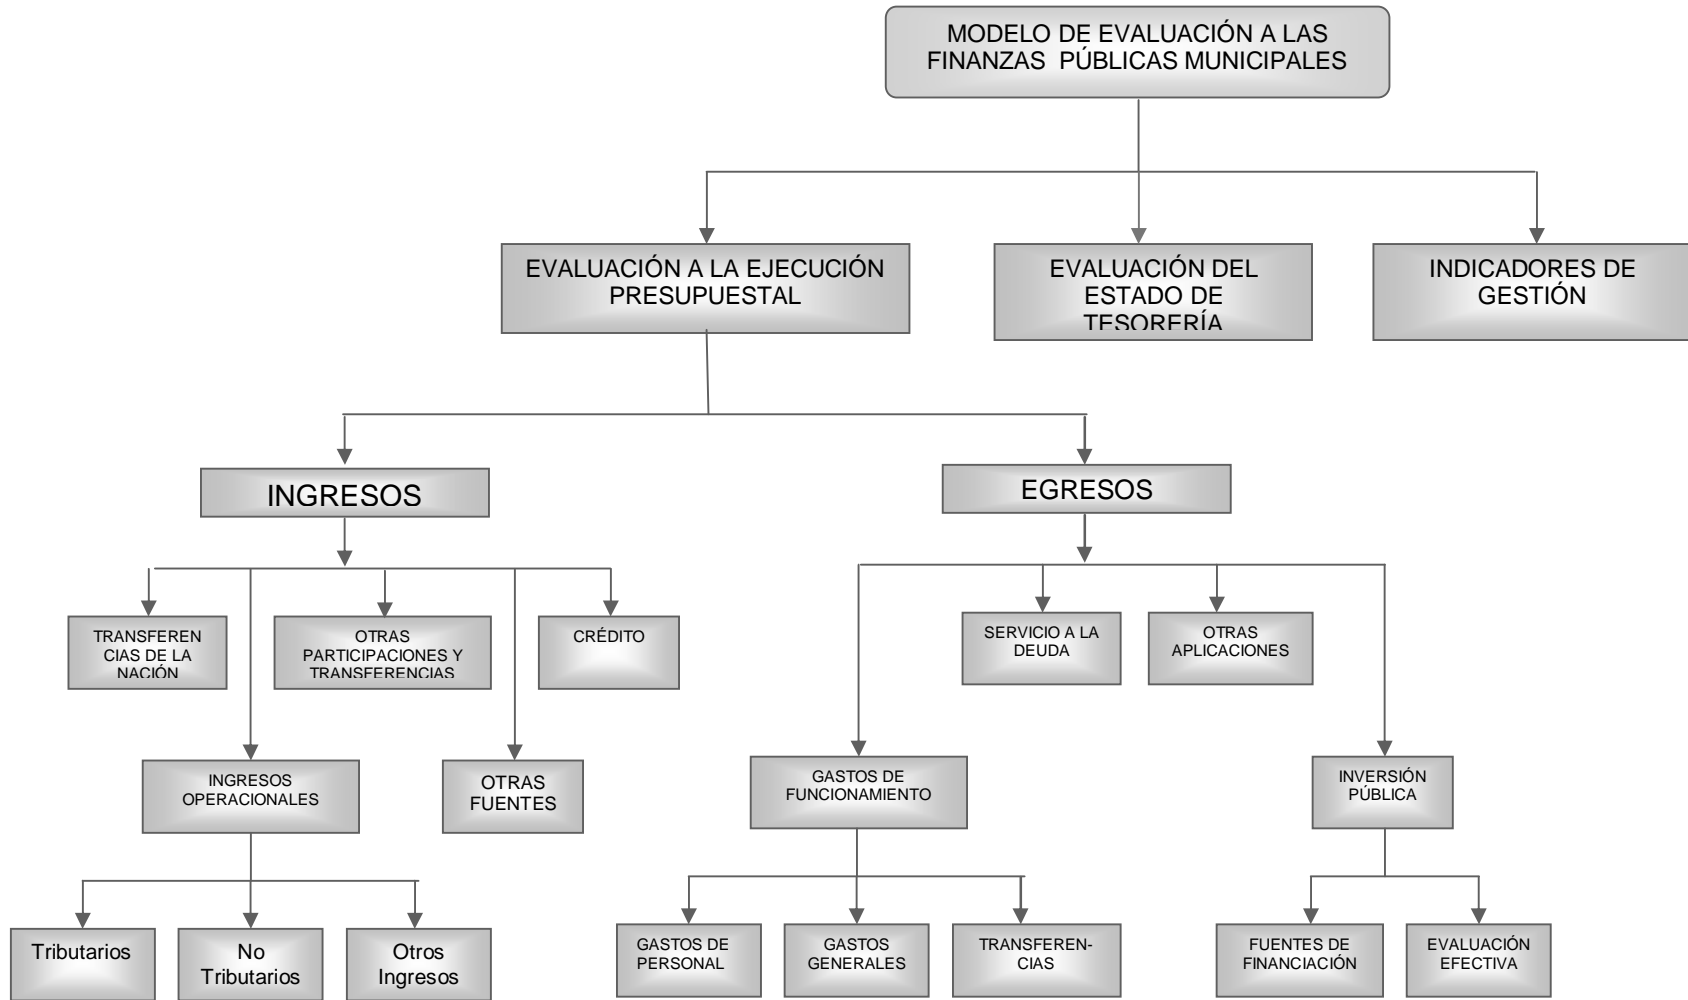 MODELO DE EVALUACIÓN A LAS
FINANZAS PÚBLICAS MUNICIPALES
EVALUACIÓN A LA EJECUCIÓN
PRESUPUESTAL
EVALUACIÓN DEL
ESTADO DE
TESORERÍA
INDICADORES DE
GESTIÓN
INGRESOS
EGRESOS
TRANSFEREN
CIAS DE LA
NACIÓN
OTRAS
PARTICIPACIONES Y
TRANSFERENCIAS
CRÉDITO
SERVICIO A LA
DEUDA
OTRAS
APLICACIONES
INGRESOS
OPERACIONALES
OTRAS
FUENTES
GASTOS DE
FUNCIONAMIENTO
INVERSIÓN
PÚBLICA
Tributarios
No
Tributarios
Otros
Ingresos
GASTOS DE
PERSONAL
GASTOS
GENERALES
TRANSFEREN-
CIAS
FUENTES DE
FINANCIACIÓN
EVALUACIÓN
EFECTIVA